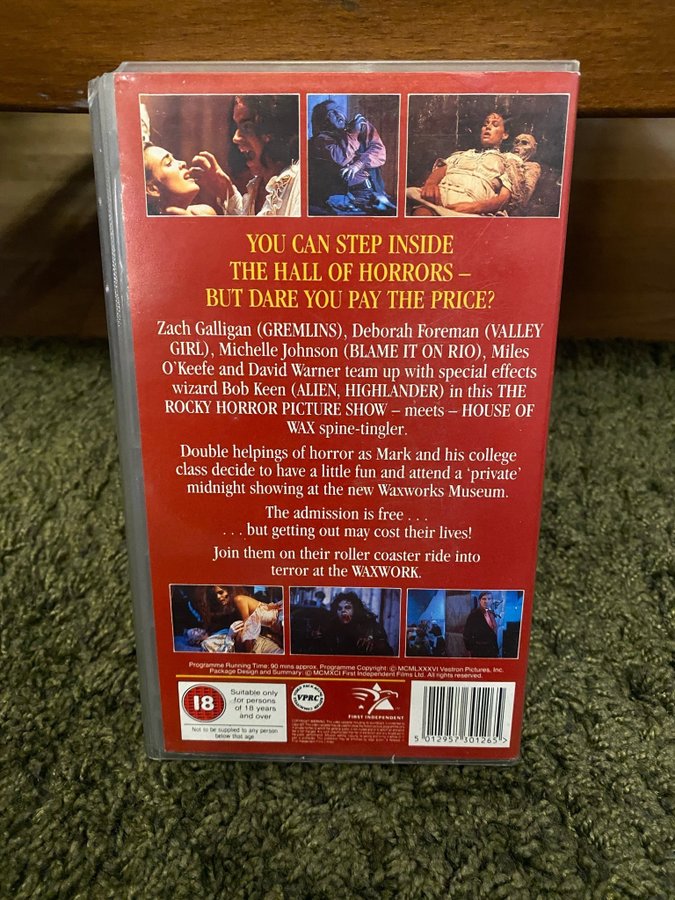 YOU CAN STEP INSIDE
THE HALL OF HORRORS –
BUT DARE YOU PAY THE PRICE?
Zach Galligan (GREMLINS), Deborah Foreman (VALLEY
GIRL), Michelle Johnson (BLAME IT ON RIO), Miles
O'Keefe and David Warner team up with special effects
wizard Bob Keen (ALIEN, HIGHLANDER) in this THE
ROCKY HORROR PICTURE SHOW – meets – HOUSE OF
WAX spine-tingler.
Double helpings of horror as Mark and his college
class decide to have a little fun and attend a 'private'
midnight showing at the new Waxworks Museum.
The admission is free . . .
. . . but getting out may cost their lives!
Join them on their roller coaster ride into
terror at the WAXWORK.
Programme Running Time: 90 mins approx. Programme Copyright: © MCMLXXXVI Vestron Pictures, Inc.
Package Design and Summary: © MCMXCI First Independent Films Ltd. All rights reserved.
18
Suitable only
for persons
of 18 years
and over
Not to be supplied to any person
below that age
VPRC
FIRST INDEPENDENT
5 012957 301265 >